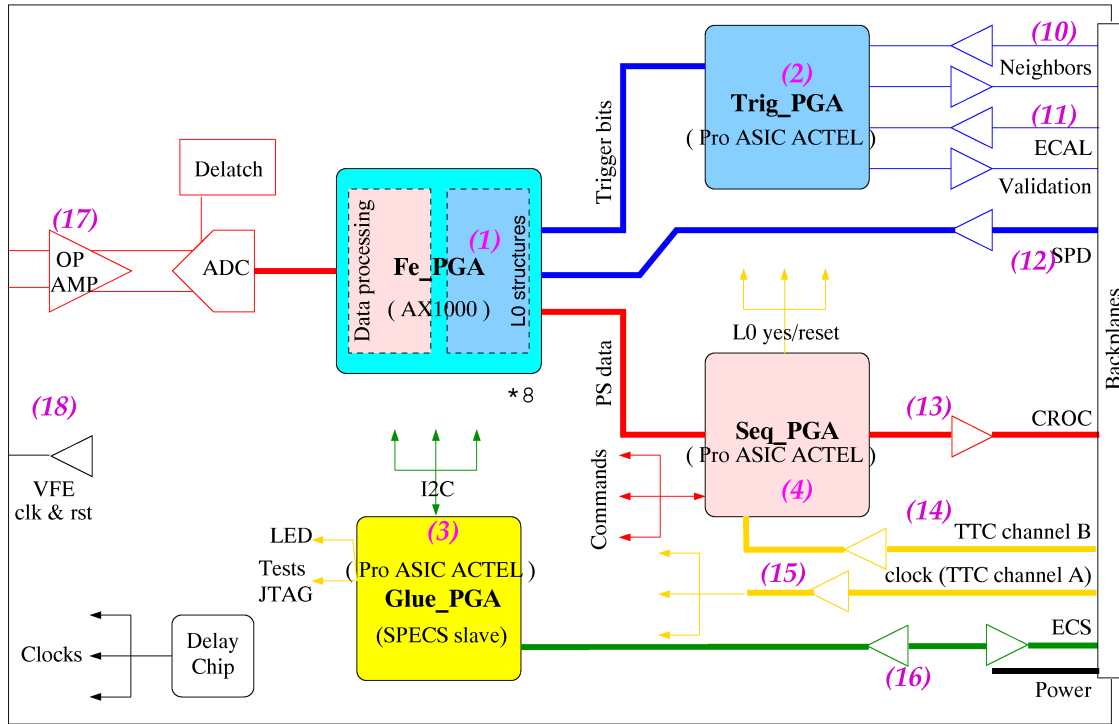 (10)
Neighbors
(2)
Trig_PGA
( Pro ASIC ACTEL )
(11)
ECAL
Validation
Trigger bits
Delatch
(17)
OP
AMP
ADC
Data processing
(1)
Fe_PGA
( AX1000 )
L0 structures
*8
(12)
SPD
Backplanes
L0 yes/reset
PS data
(13)
CROC
Seq_PGA
( Pro ASIC ACTEL )
(4)
Commands
(18)
VFE
clk & rst
I2C
(3)
( Pro ASIC ACTEL )
Glue_PGA
(SPECS slave)
LED
Tests
JTAG
(14)
TTC channel B
(15)
clock (TTC channel A)
ECS
(16)
Power
Clocks
Delay
Chip